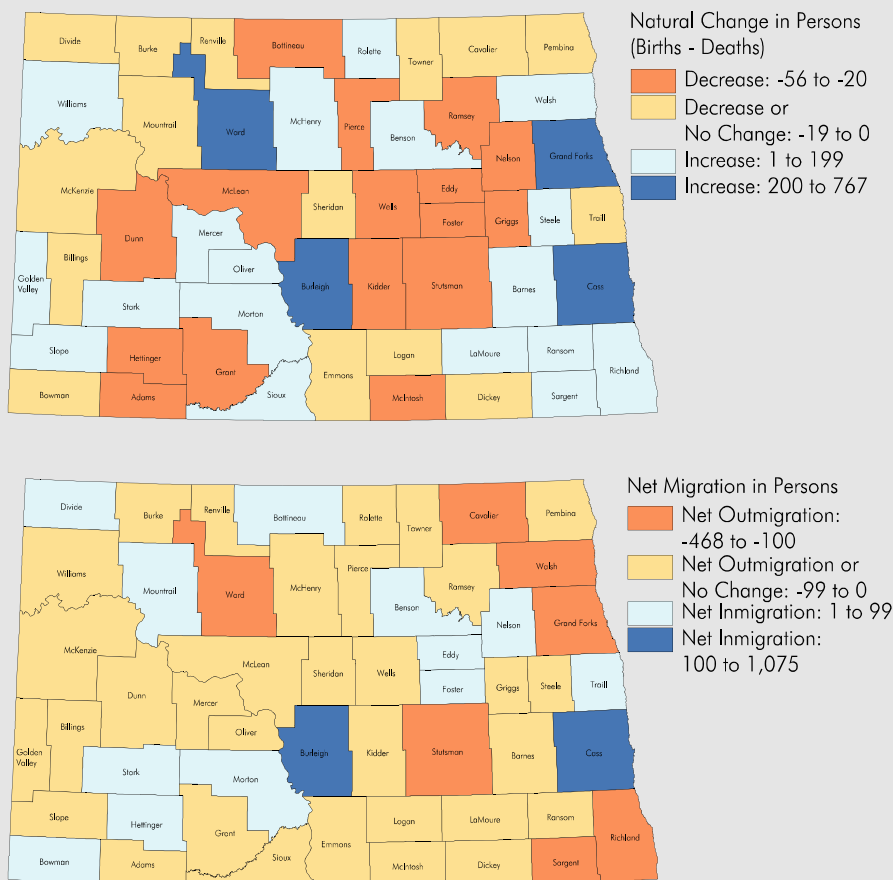 Natural Change in Persons
(Births - Deaths)
Decrease: -56 to -20
Decrease or
No Change: -19 to 0
Increase: 1 to 199
Increase: 200 to 767
Divide
Burke
Renville
Bottineau
Rolette
Towner
Cavalier
Pembina
Williams
Mountrail
Ward
McHenry
Pierce
Benson
Ramsey
Walsh
Nelson
Grand Forks
McKenzie
McLean
Sheridan
Wells
Eddy
Foster
Griggs
Steele
Traill
Dunn
Mercer
Oliver
Golden
Valley
Billings
Stark
Morton
Burleigh
Kidder
Stutsman
Barnes
Cass
Slope
Hettinger
Grant
Emmons
Logan
LaMoure
Ransom
Richland
Bowman
Adams
Sioux
McIntosh
Dickey
Sargent
Net Migration in Persons
Net Outmigration:
-468 to -100
Net Outmigration or
No Change: -99 to 0
Net Inmigration: 1 to 99
Net Inmigration:
100 to 1,075
Divide
Burke
Renville
Bottineau
Rolette
Towner
Cavalier
Pembina
Williams
Mountrail
Ward
McHenry
Pierce
Benson
Ramsey
Walsh
Nelson
Grand Forks
McKenzie
McLean
Sheridan
Wells
Eddy
Foster
Griggs
Steele
Traill
Dunn
Mercer
Oliver
Golden
Valley
Billings
Stark
Morton
Burleigh
Kidder
Stutsman
Barnes
Cass
Slope
Hettinger
Grant
Emmons
Logan
LaMoure
Ransom
Richland
Bowman
Adams
Sioux
McIntosh
Dickey
Sargent